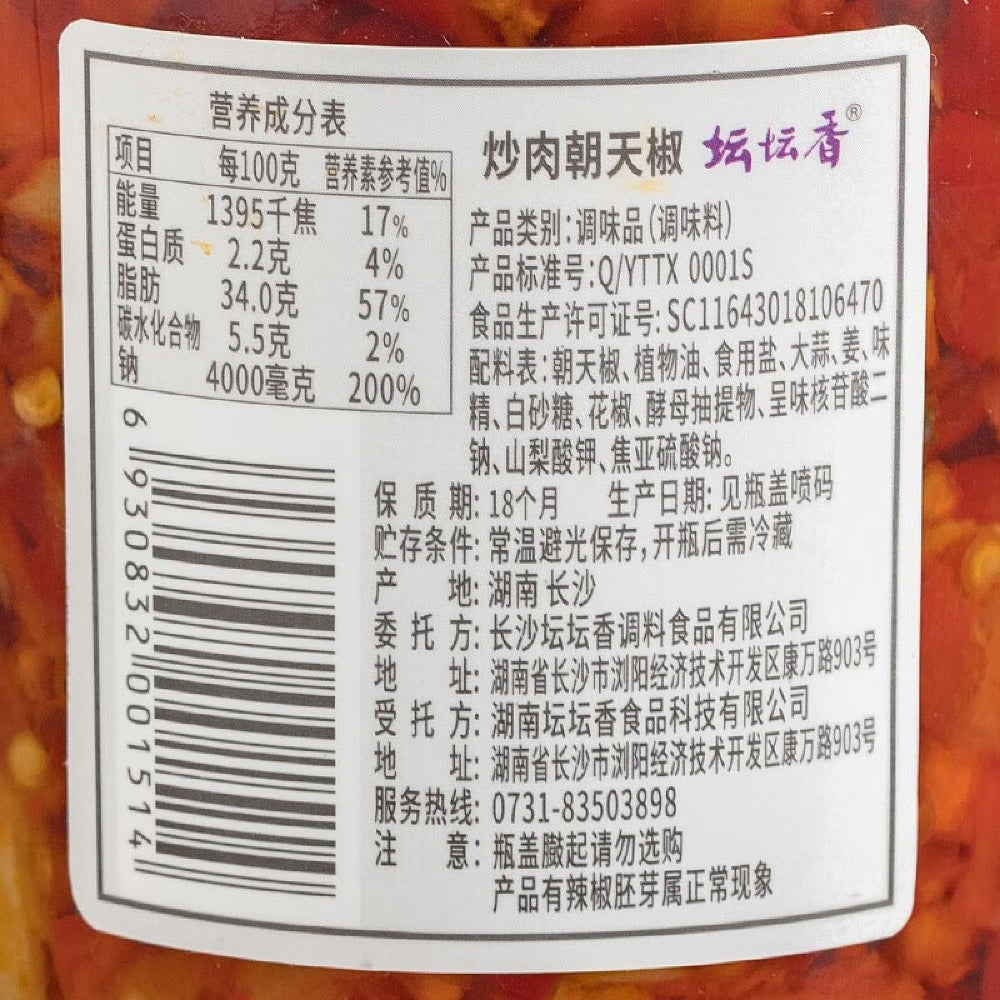 营养成分表
项目 每100克 营养素参考值%
能量 1395千焦 17%
蛋白质 2.2克 4%
脂肪 34.0克 57%
碳水化合物 5.5克 2%
钠 4000毫克 200%
炒肉朝天椒 坛坛香®
产品类别:调味品(调味料)
产品标准号:Q/YTTX 0001S
食品生产许可证号:SC11643018106470
配料表:朝天椒、植物油、食用盐、大蒜、姜、味
精、白砂糖、花椒、酵母抽提物、呈味核苷酸二
钠、山梨酸钾、焦亚硫酸钠。
保质期:18个月 生产日期:见瓶盖喷码
贮存条件:常温避光保存,开瓶后需冷藏
产地:湖南 长沙
委托方:长沙坛坛香调料食品有限公司
地址:湖南省长沙市浏阳经济技术开发区康万路903号
受托方:湖南坛坛香食品科技有限公司
地址:湖南省长沙市浏阳经济技术开发区康万路903号
服务热线:0731-83503898
注意:瓶盖臌起请勿选购
产品有辣椒胚芽属正常现象
6 930832 001514